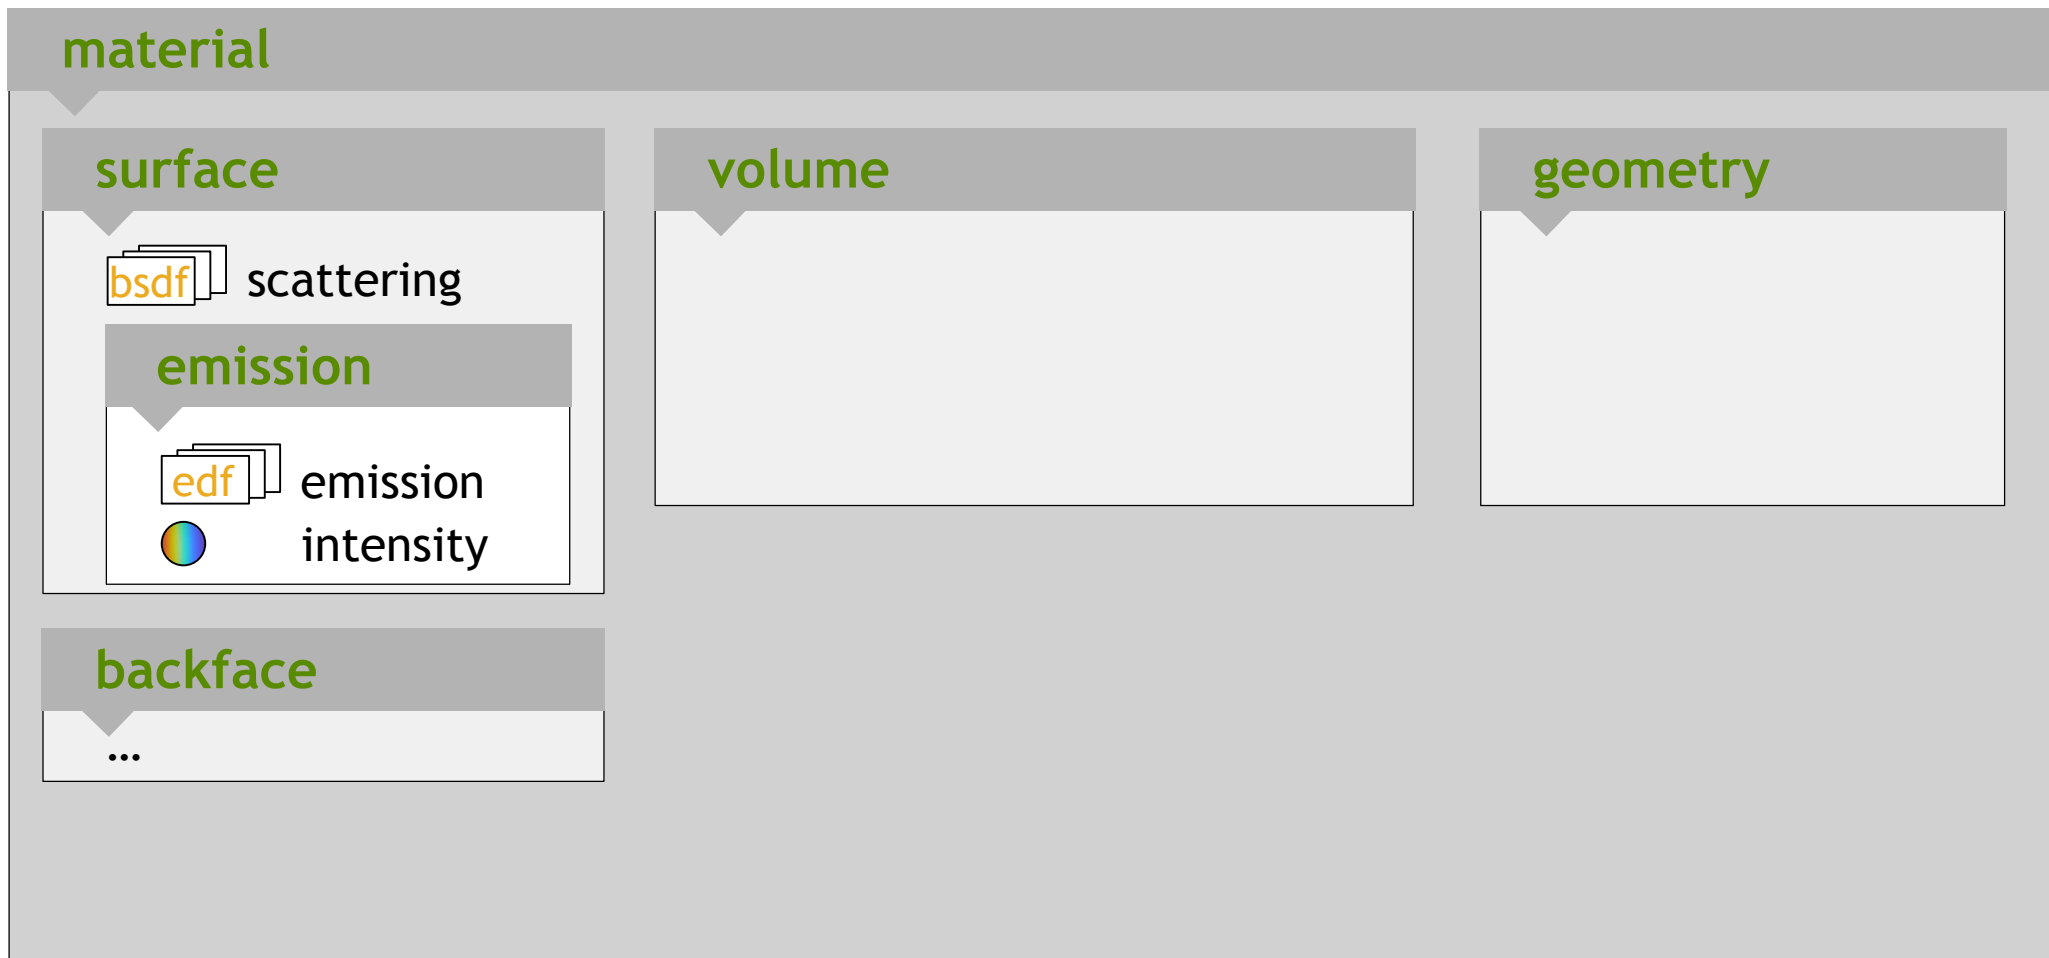 material
surface
bsdf scattering
emission
edf emission
intensity
backface
...
volume
geometry